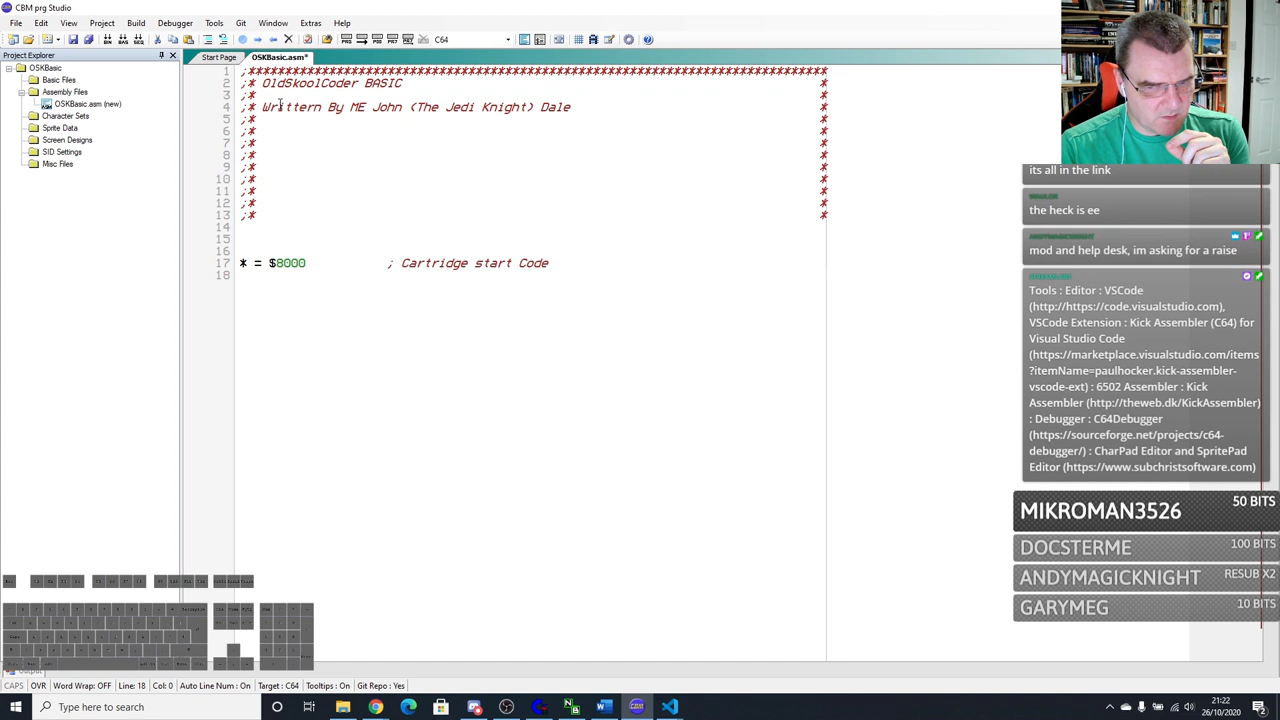 CBM prg Studio
File Edit View Project Build Debugger Tools Git Window Extras Help
C64
Project Explorer
Start Page OSKBasic.asm*
OSKBasic
Basic Files
Assembly Files
OSKBasic.asm (new)
Character Sets
Sprite Data
Screen Designs
SID Settings
Misc Files
1 ;*******************************************************************************
2 ;* OldSkoolCoder BASIC *
3 ;* *
4 ;* Writtern By ME John (The Jedi Knight) Dale *
5 ;* *
6 ;* *
7 ;* *
8 ;* *
9 ;* *
10 ;* *
11 ;* *
12 ;* *
13 ;* *
14
15
16
17 * = $8000 ; Cartridge start Code
18
its all in the link
the heck is ee
ANDYMAGICKNIGHT
mod and help desk, im asking for a raise
Tools : Editor : VSCode
(http://https://code.visualstudio.com),
VSCode Extension : Kick Assembler (C64) for
Visual Studio Code
(https://marketplace.visualstudio.com/items
?itemName=paulhocker.kick-assembler-
vscode-ext) : 6502 Assembler : Kick
Assembler (http://theweb.dk/KickAssembler)
: Debugger : C64Debugger
(https://sourceforge.net/projects/c64-
debugger/) : CharPad Editor and SpritePad
Editor (https://www.subchristsoftware.com)
MIKROMAN3526 50 BITS
DOCSTERME 100 BITS
ANDYMAGICKNIGHT RESUB X2
GARYMEG 10 BITS
Output
CAPS OVR Word Wrap: OFF Line: 18 Col: 0 Auto Line Num : On Target : C64 Tooltips : On Git Repo : Yes
Type here to search
21:22
26/10/2020